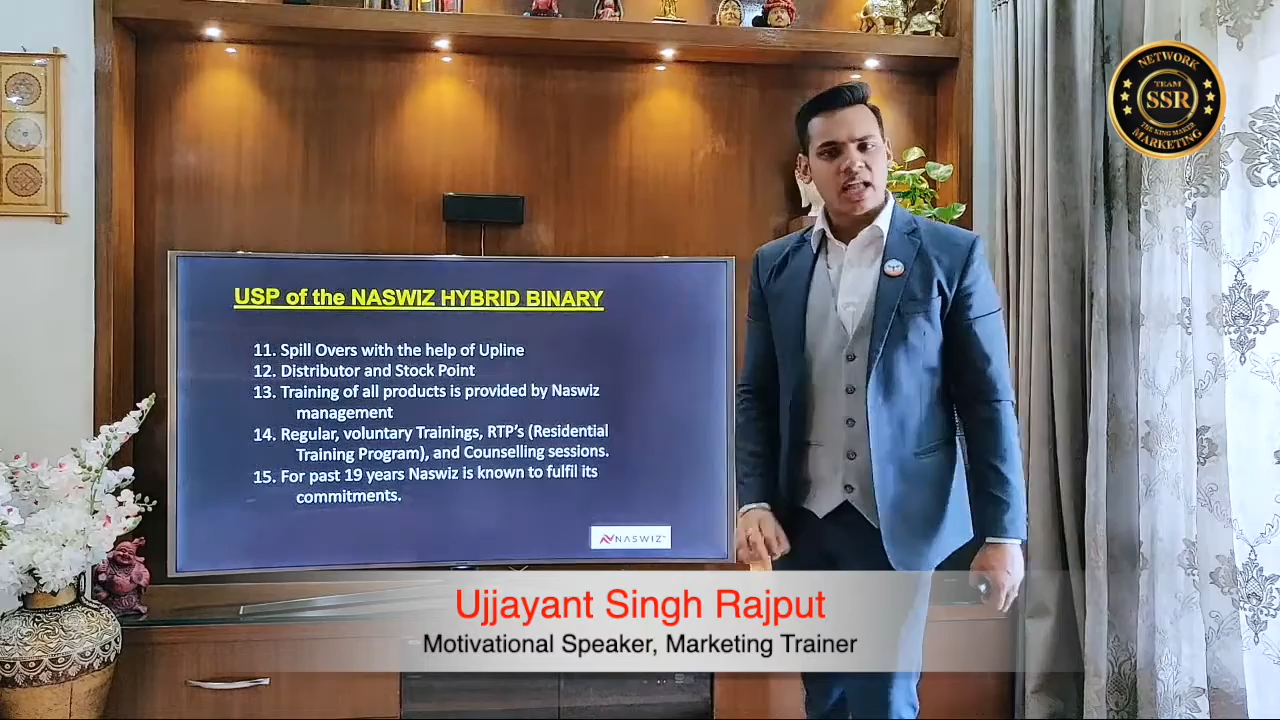 NETWORK
TEAM
SSR
THE KING MAKER
MARKETING
USP of the NASWIZ HYBRID BINARY
11. Spill Overs with the help of Upline
12. Distributor and Stock Point
13. Training of all products is provided by Naswiz
management
14. Regular, voluntary Trainings, RTP's (Residential
Training Program), and Counselling sessions.
15. For past 19 years Naswiz is known to fulfil its
commitments.
NASWIZ
Ujjayant Singh Rajput
Motivational Speaker, Marketing Trainer